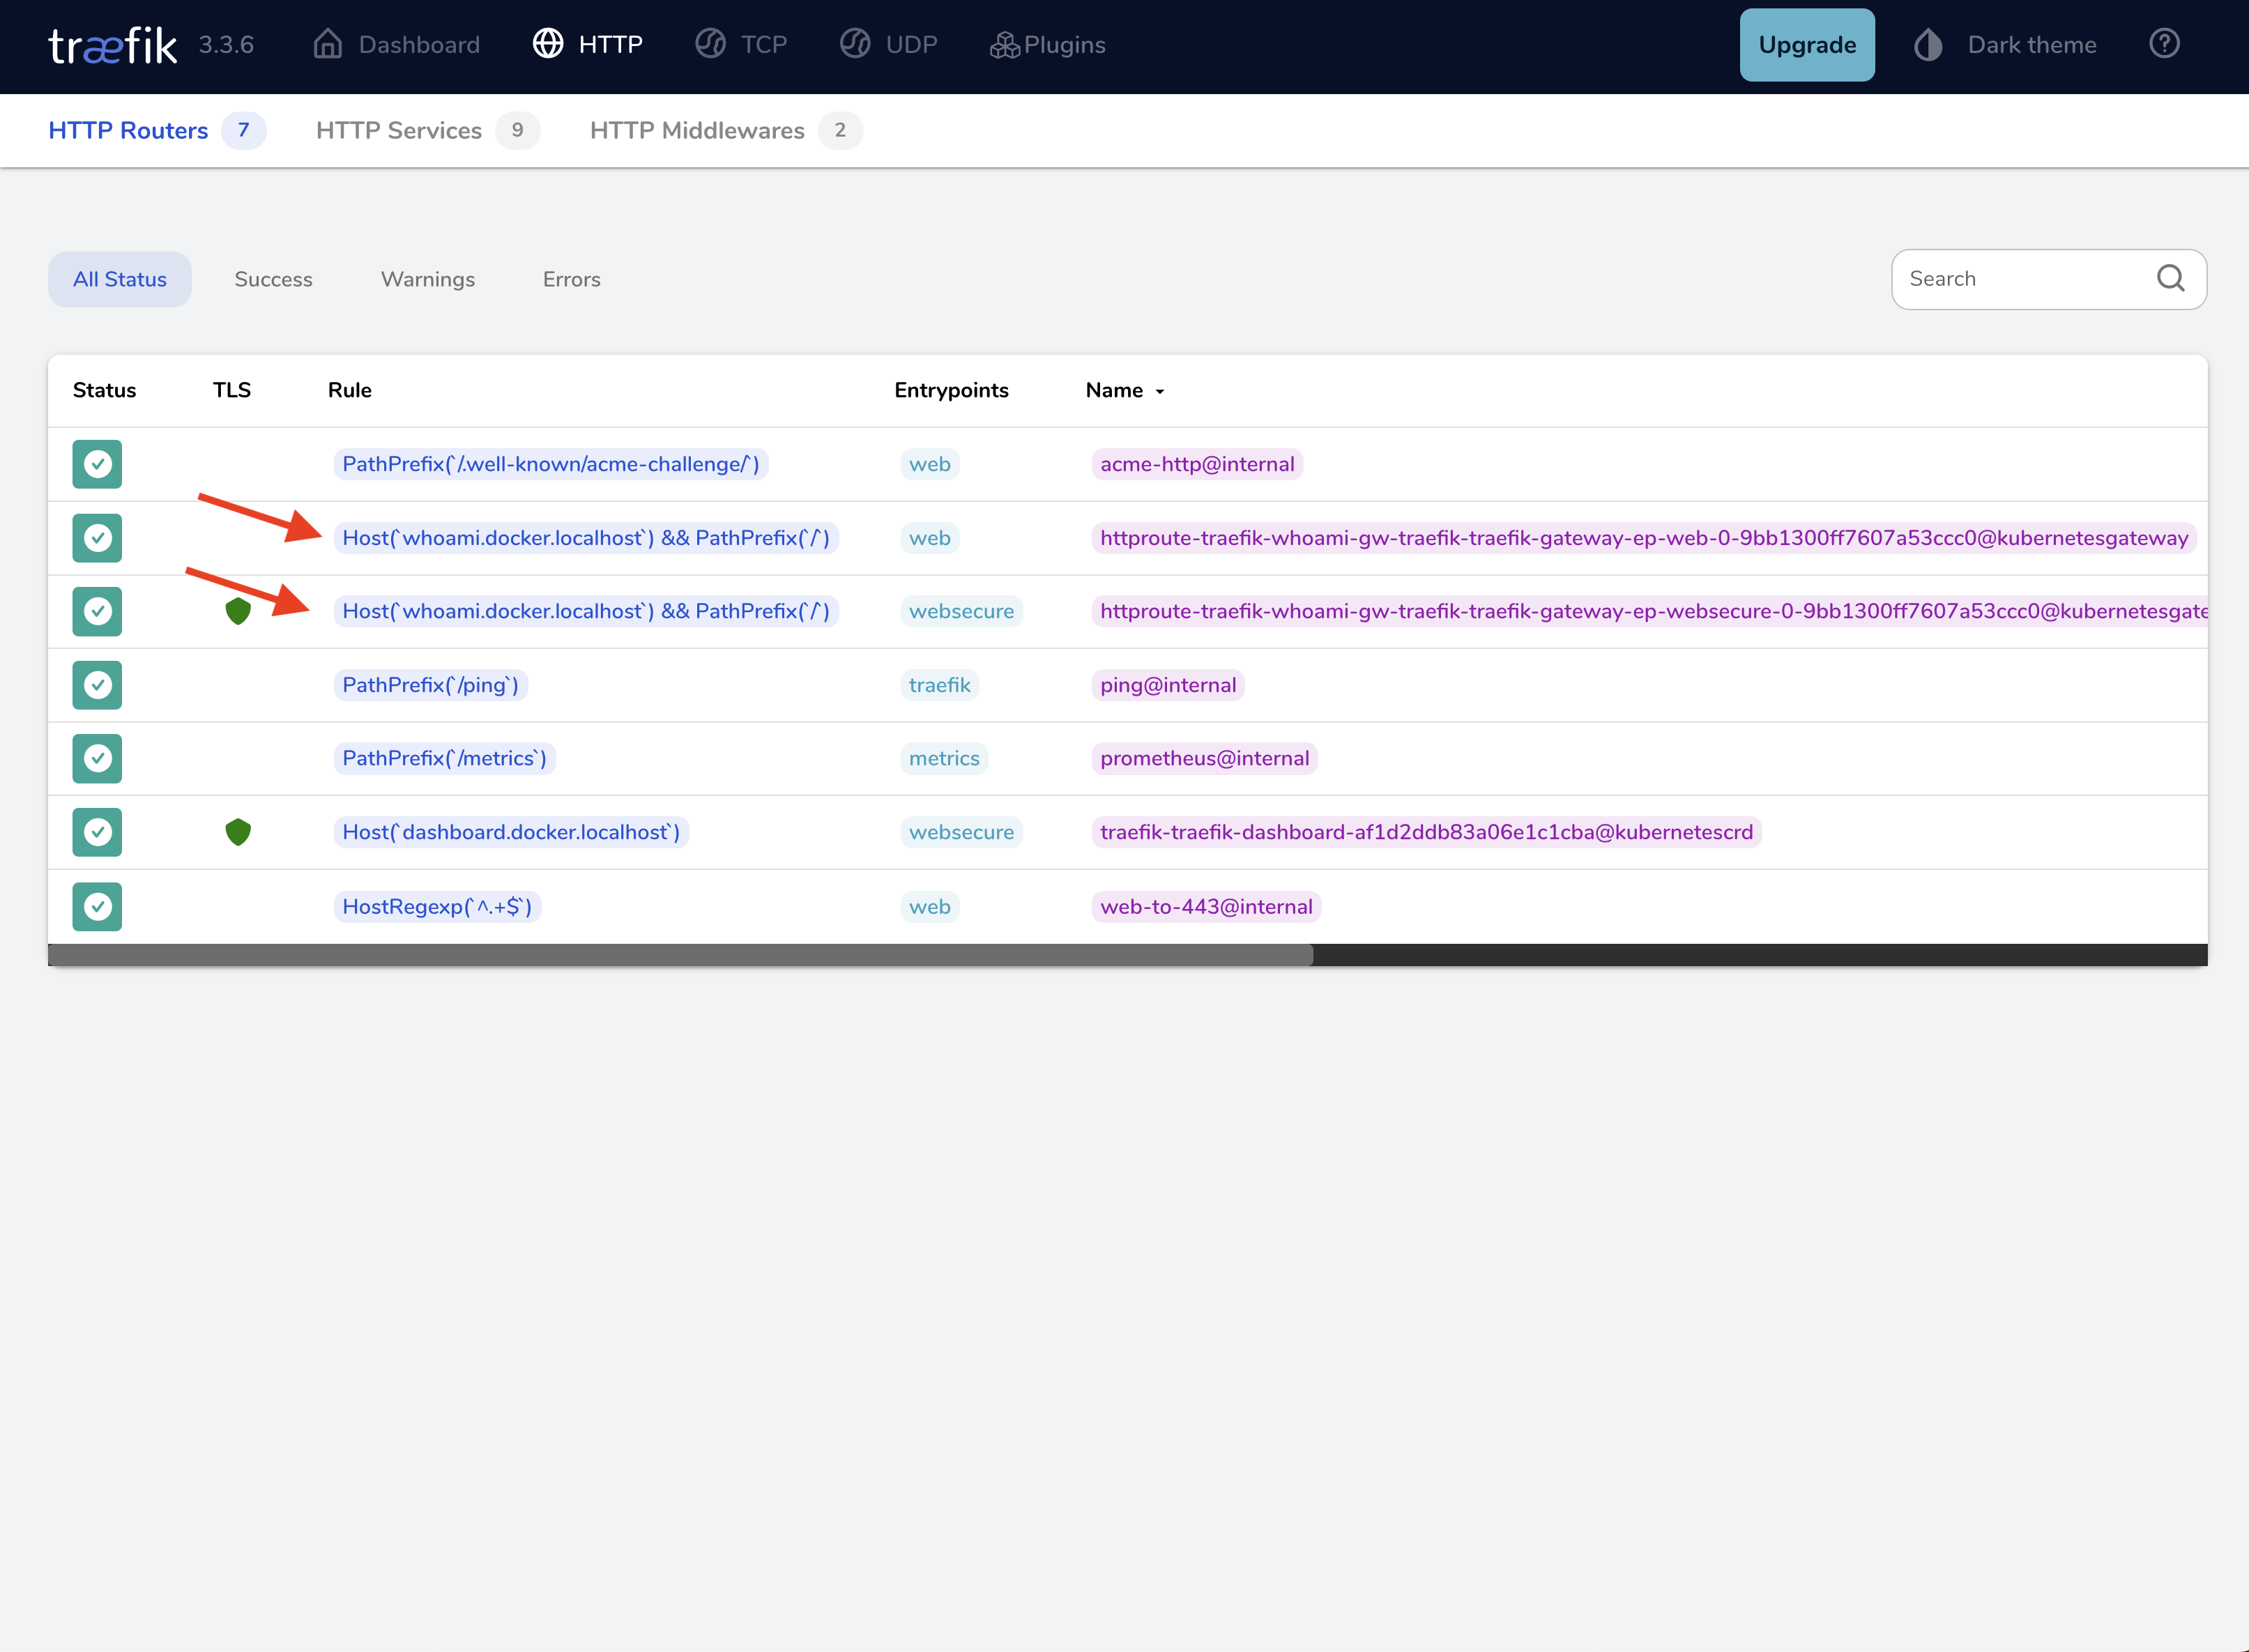 træfik 3.3.6 Dashboard HTTP TCP UDP Plugins Upgrade Dark theme
HTTP Routers 7 HTTP Services 9 HTTP Middlewares 2
All Status Success Warnings Errors Search
Status TLS Rule Entrypoints Name
PathPrefix(`/.well-known/acme-challenge/`) web acme-http@internal
Host(`whoami.docker.localhost`) && PathPrefix(`/`) web httproute-traefik-whoami-gw-traefik-traefik-gateway-ep-web-0-9bb1300ff7607a53ccc0@kubernetesgateway
Host(`whoami.docker.localhost`) && PathPrefix(`/`) websecure httproute-traefik-whoami-gw-traefik-traefik-gateway-ep-websecure-0-9bb1300ff7607a53ccc0@kubernetesgate
PathPrefix(`/ping`) traefik ping@internal
PathPrefix(`/metrics`) metrics prometheus@internal
Host(`dashboard.docker.localhost`) websecure traefik-traefik-dashboard-af1d2ddb83a06e1c1cba@kubernetescrd
HostRegexp(`^.+$`) web web-to-443@internal